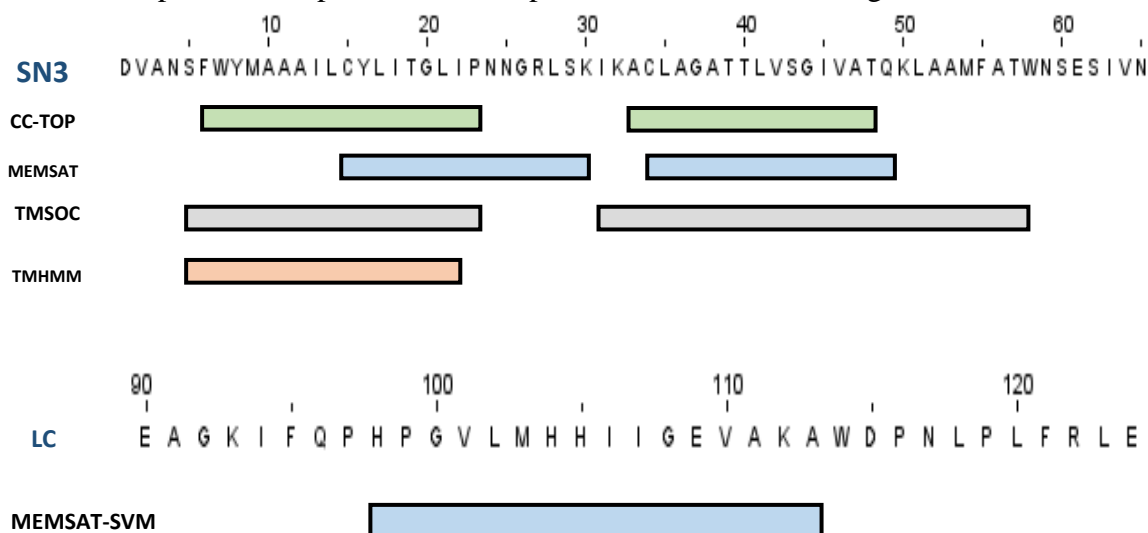 10 20 30 40 50 60
SN3 DVANSFWYMAAAILCYLITGLIPNNGRLSKIKACLAGATTLVSGIVATQKLAAMFATWNSESIVN
CC-TOP
MEMSAT
TMSOC
TMHMM
90 100 110 120
LC E A G K I F Q P H P G V L M H H I I G E V A K A W D P N L P L F R L E
MEMSAT-SVM